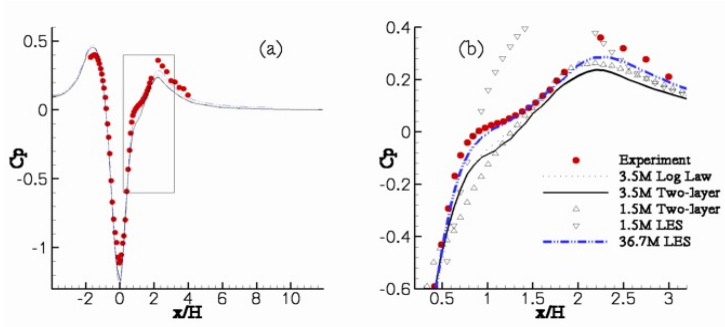 (a)
Cp
0.5
0
-0.5
-1
-2 0 2 4 6 8 10
x/H
(b)
Cp
0.4
0.2
0
-0.2
-0.4
-0.6
0.5 1 1.5 2 2.5 3
x/H
Experiment
3.5M Log Law
3.5M Two-layer
1.5M Two-layer
1.5M LES
36.7M LES